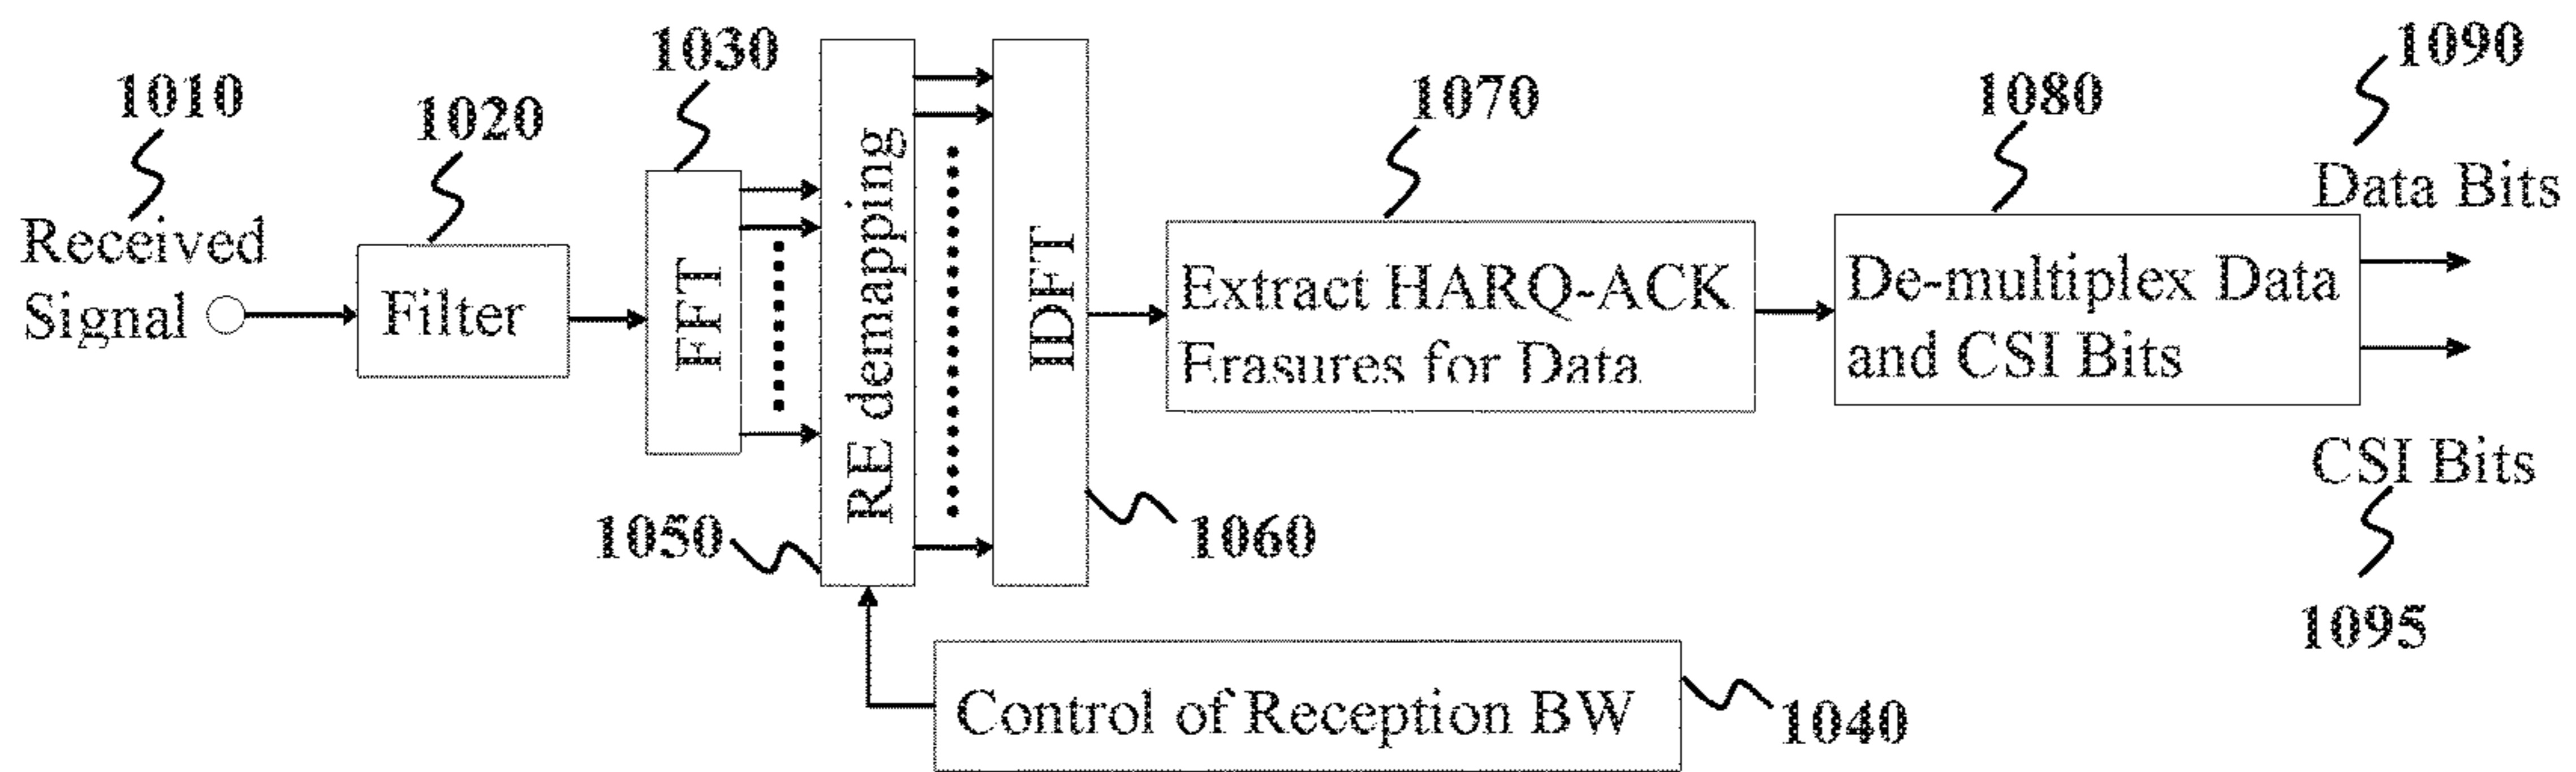 1010
Received
Signal
1020
Filter
1030
FFT
RE demapping
1050
IDFT
1060
Control of Reception BW
1040
1070
Extract HARQ-ACK
Erasures for Data
1080
De-multiplex Data
and CSI Bits
1090
Data Bits
CSI Bits
1095